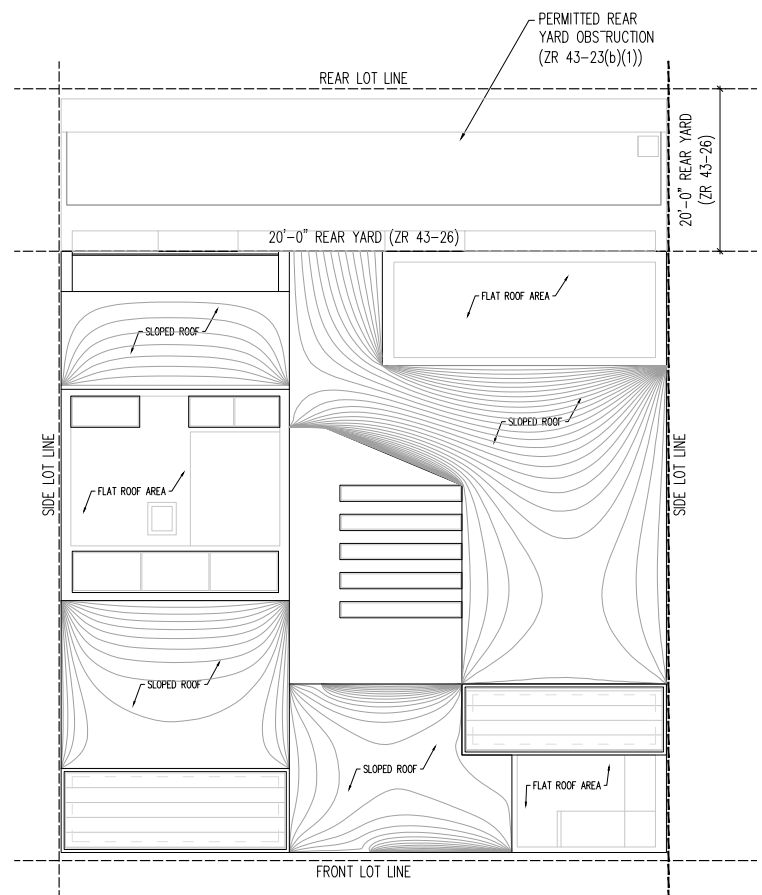 PERMITTED REAR
YARD OBSTRUCTION
(ZR 43-23(b)(1))
REAR LOT LINE
20'-0" REAR YARD
(ZR 43-26)
20'-0" REAR YARD (ZR 43-26)
FLAT ROOF AREA
SLOPED ROOF
SLOPED ROOF
SIDE LOT LINE
SIDE LOT LINE
FLAT ROOF AREA
SLOPED ROOF
SLOPED ROOF
FLAT ROOF AREA
FRONT LOT LINE